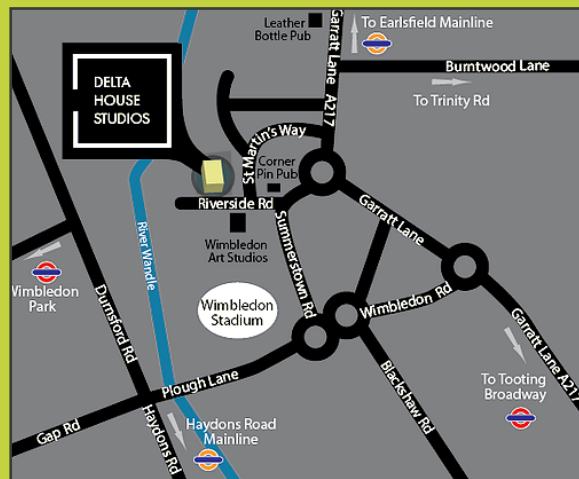 Leather
Bottle Pub
To Earlsfield Mainline
Garratt Lane
A217
Burntwood Lane
To Trinity Rd
DELTA
HOUSE
STUDIOS
St Martin's Way
Corner
Pin Pub
Riverside Rd
Wimbledon
Art Studios
Garratt Lane
River Wandle
Summerstown Rd
Wimbledon
Park
Durnsford Rd
Wimbledon
Stadium
Wimbledon Rd
Garratt Lane A217
Plough Lane
Blackshaw Rd
To Tooting
Broadway
Gap Rd
Haydons Rd
Haydons Road
Mainline